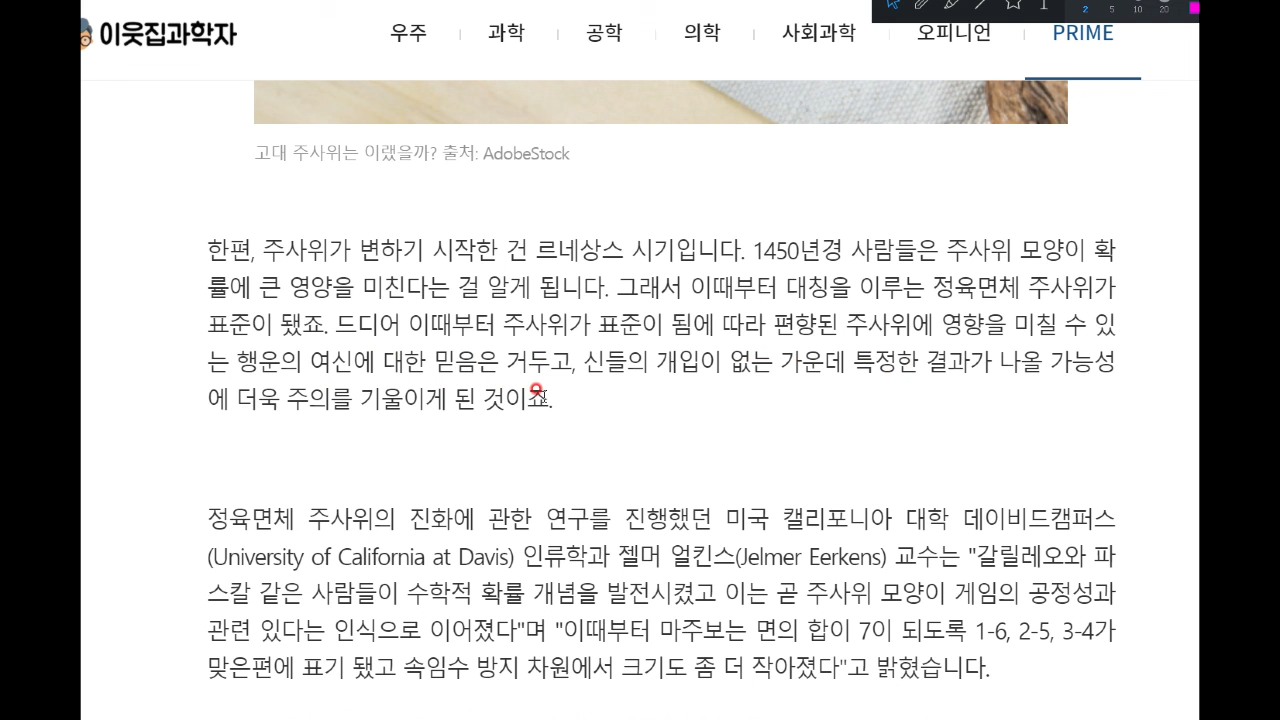 이웃집과학자
우주 과학 공학 의학 사회과학 오피니언 PRIME
2 5 10 20
고대 주사위는 이랬을까? 출처: AdobeStock
한편, 주사위가 변하기 시작한 건 르네상스 시기입니다. 1450년경 사람들은 주사위 모양이 확
률에 큰 영양을 미친다는 걸 알게 됩니다. 그래서 이때부터 대칭을 이루는 정육면체 주사위가
표준이 됐죠. 드디어 이때부터 주사위가 표준이 됨에 따라 편향된 주사위에 영향을 미칠 수 있
는 행운의 여신에 대한 믿음은 거두고, 신들의 개입이 없는 가운데 특정한 결과가 나올 가능성
에 더욱 주의를 기울이게 된 것이죠.
정육면체 주사위의 진화에 관한 연구를 진행했던 미국 캘리포니아 대학 데이비드캠퍼스
(University of California at Davis) 인류학과 젤머 얼킨스(Jelmer Eerkens) 교수는 "갈릴레오와 파
스칼 같은 사람들이 수학적 확률 개념을 발전시켰고 이는 곧 주사위 모양이 게임의 공정성과
관련 있다는 인식으로 이어졌다"며 "이때부터 마주보는 면의 합이 7이 되도록 1-6, 2-5, 3-4가
맞은편에 표기 됐고 속임수 방지 차원에서 크기도 좀 더 작아졌다"고 밝혔습니다.